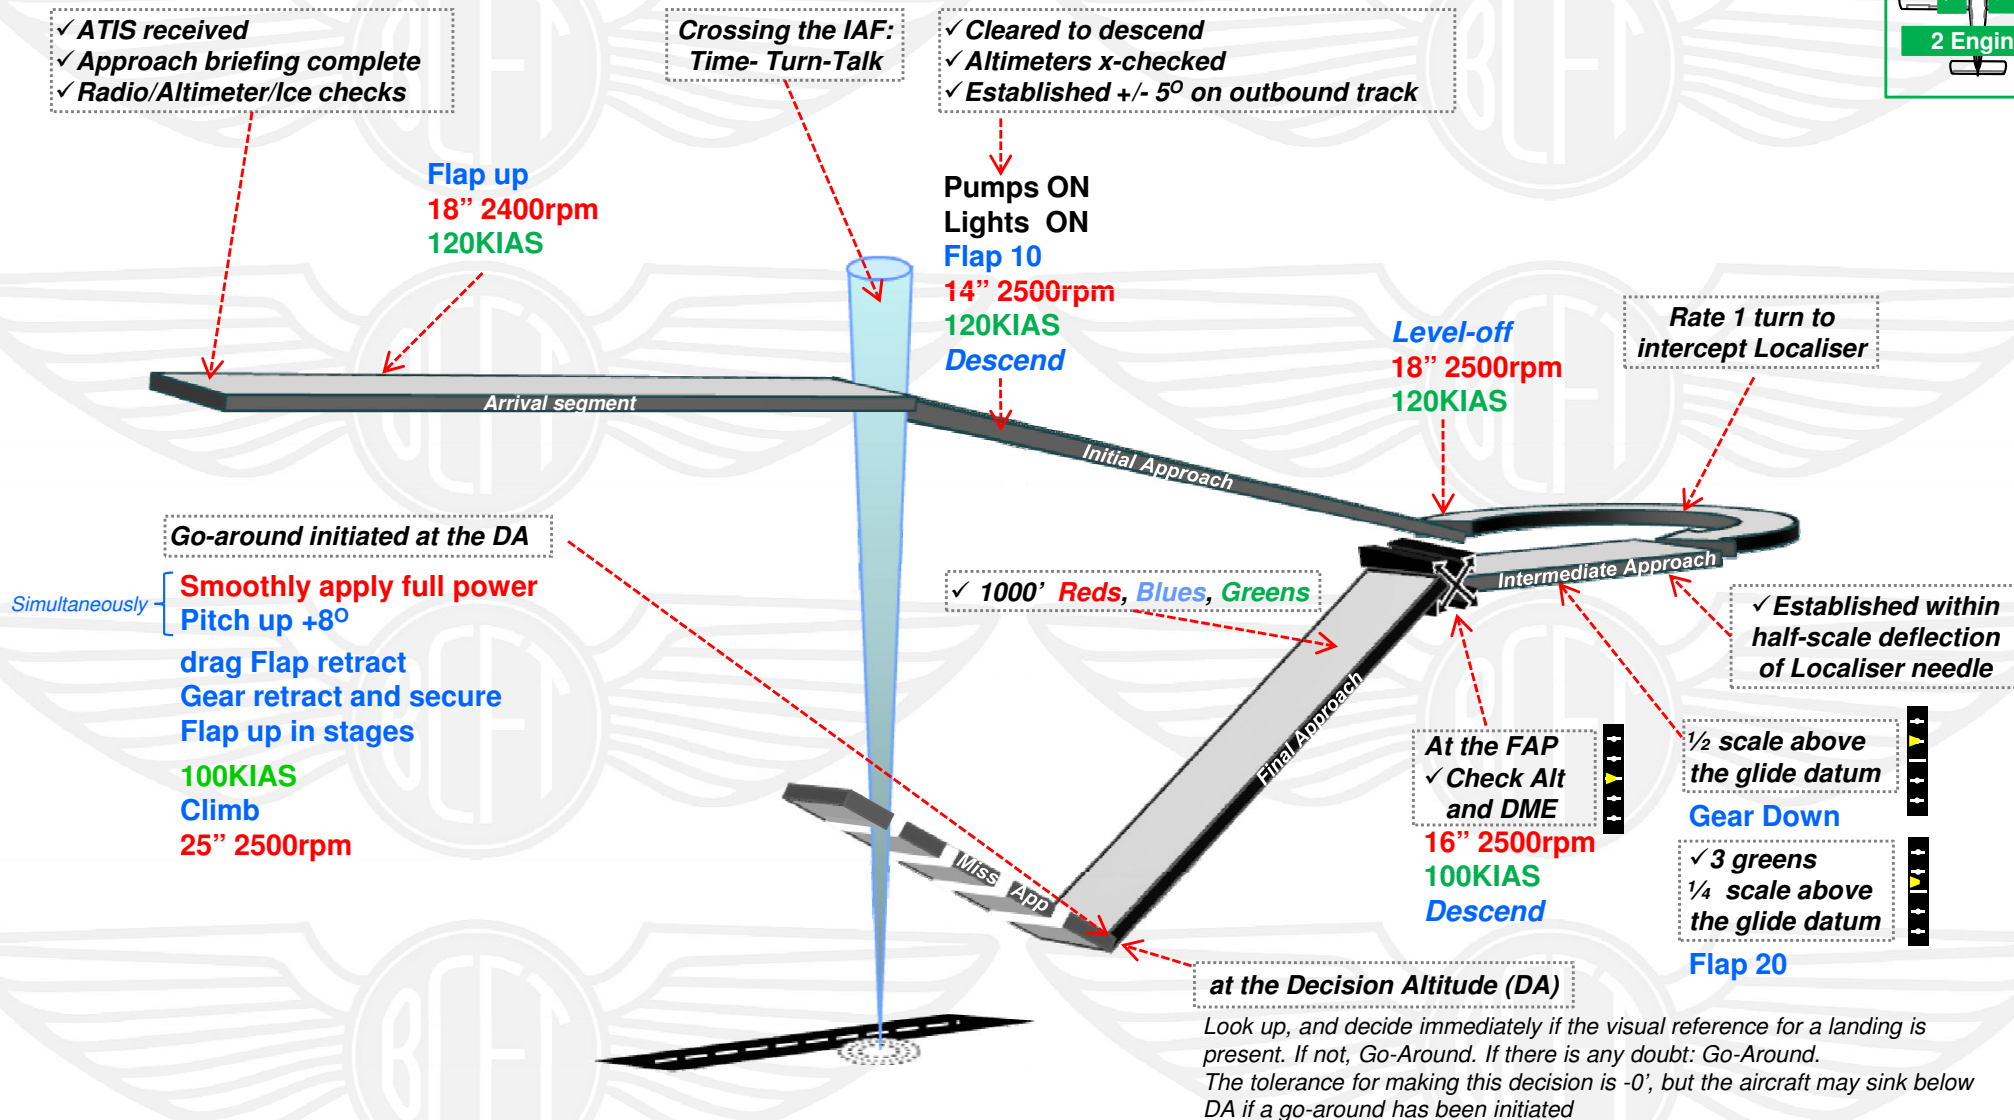 ✓ ATIS received
✓ Approach briefing complete
✓ Radio/Altimeter/Ice checks
Crossing the IAF:
Time- Turn-Talk
✓ Cleared to descend
✓ Altimeters x-checked
✓ Established +/- 5º on outbound track
2 Engin
Flap up
18” 2400rpm
120KIAS
Pumps ON
Lights ON
Flap 10
14” 2500rpm
120KIAS
Descend
Level-off
18” 2500rpm
120KIAS
Rate 1 turn to
intercept Localiser
Arrival segment
Initial Approach
Intermediate Approach
Final Approach
Miss App
Go-around initiated at the DA
Simultaneously
Smoothly apply full power
Pitch up +8º
drag Flap retract
Gear retract and secure
Flap up in stages
100KIAS
Climb
25” 2500rpm
✓ 1000’ Reds, Blues, Greens
✓ Established within
half-scale deflection
of Localiser needle
At the FAP
✓ Check Alt
and DME
16” 2500rpm
100KIAS
Descend
½ scale above
the glide datum
Gear Down
✓ 3 greens
¼ scale above
the glide datum
Flap 20
at the Decision Altitude (DA)
Look up, and decide immediately if the visual reference for a landing is
present. If not, Go-Around. If there is any doubt: Go-Around.
The tolerance for making this decision is -0’, but the aircraft may sink below
DA if a go-around has been initiated